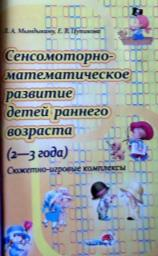 Сенсомоторно-
математическое
развитие
детей раннего
возраста
(2—3 года)
Сюжетно-игровые комплексы